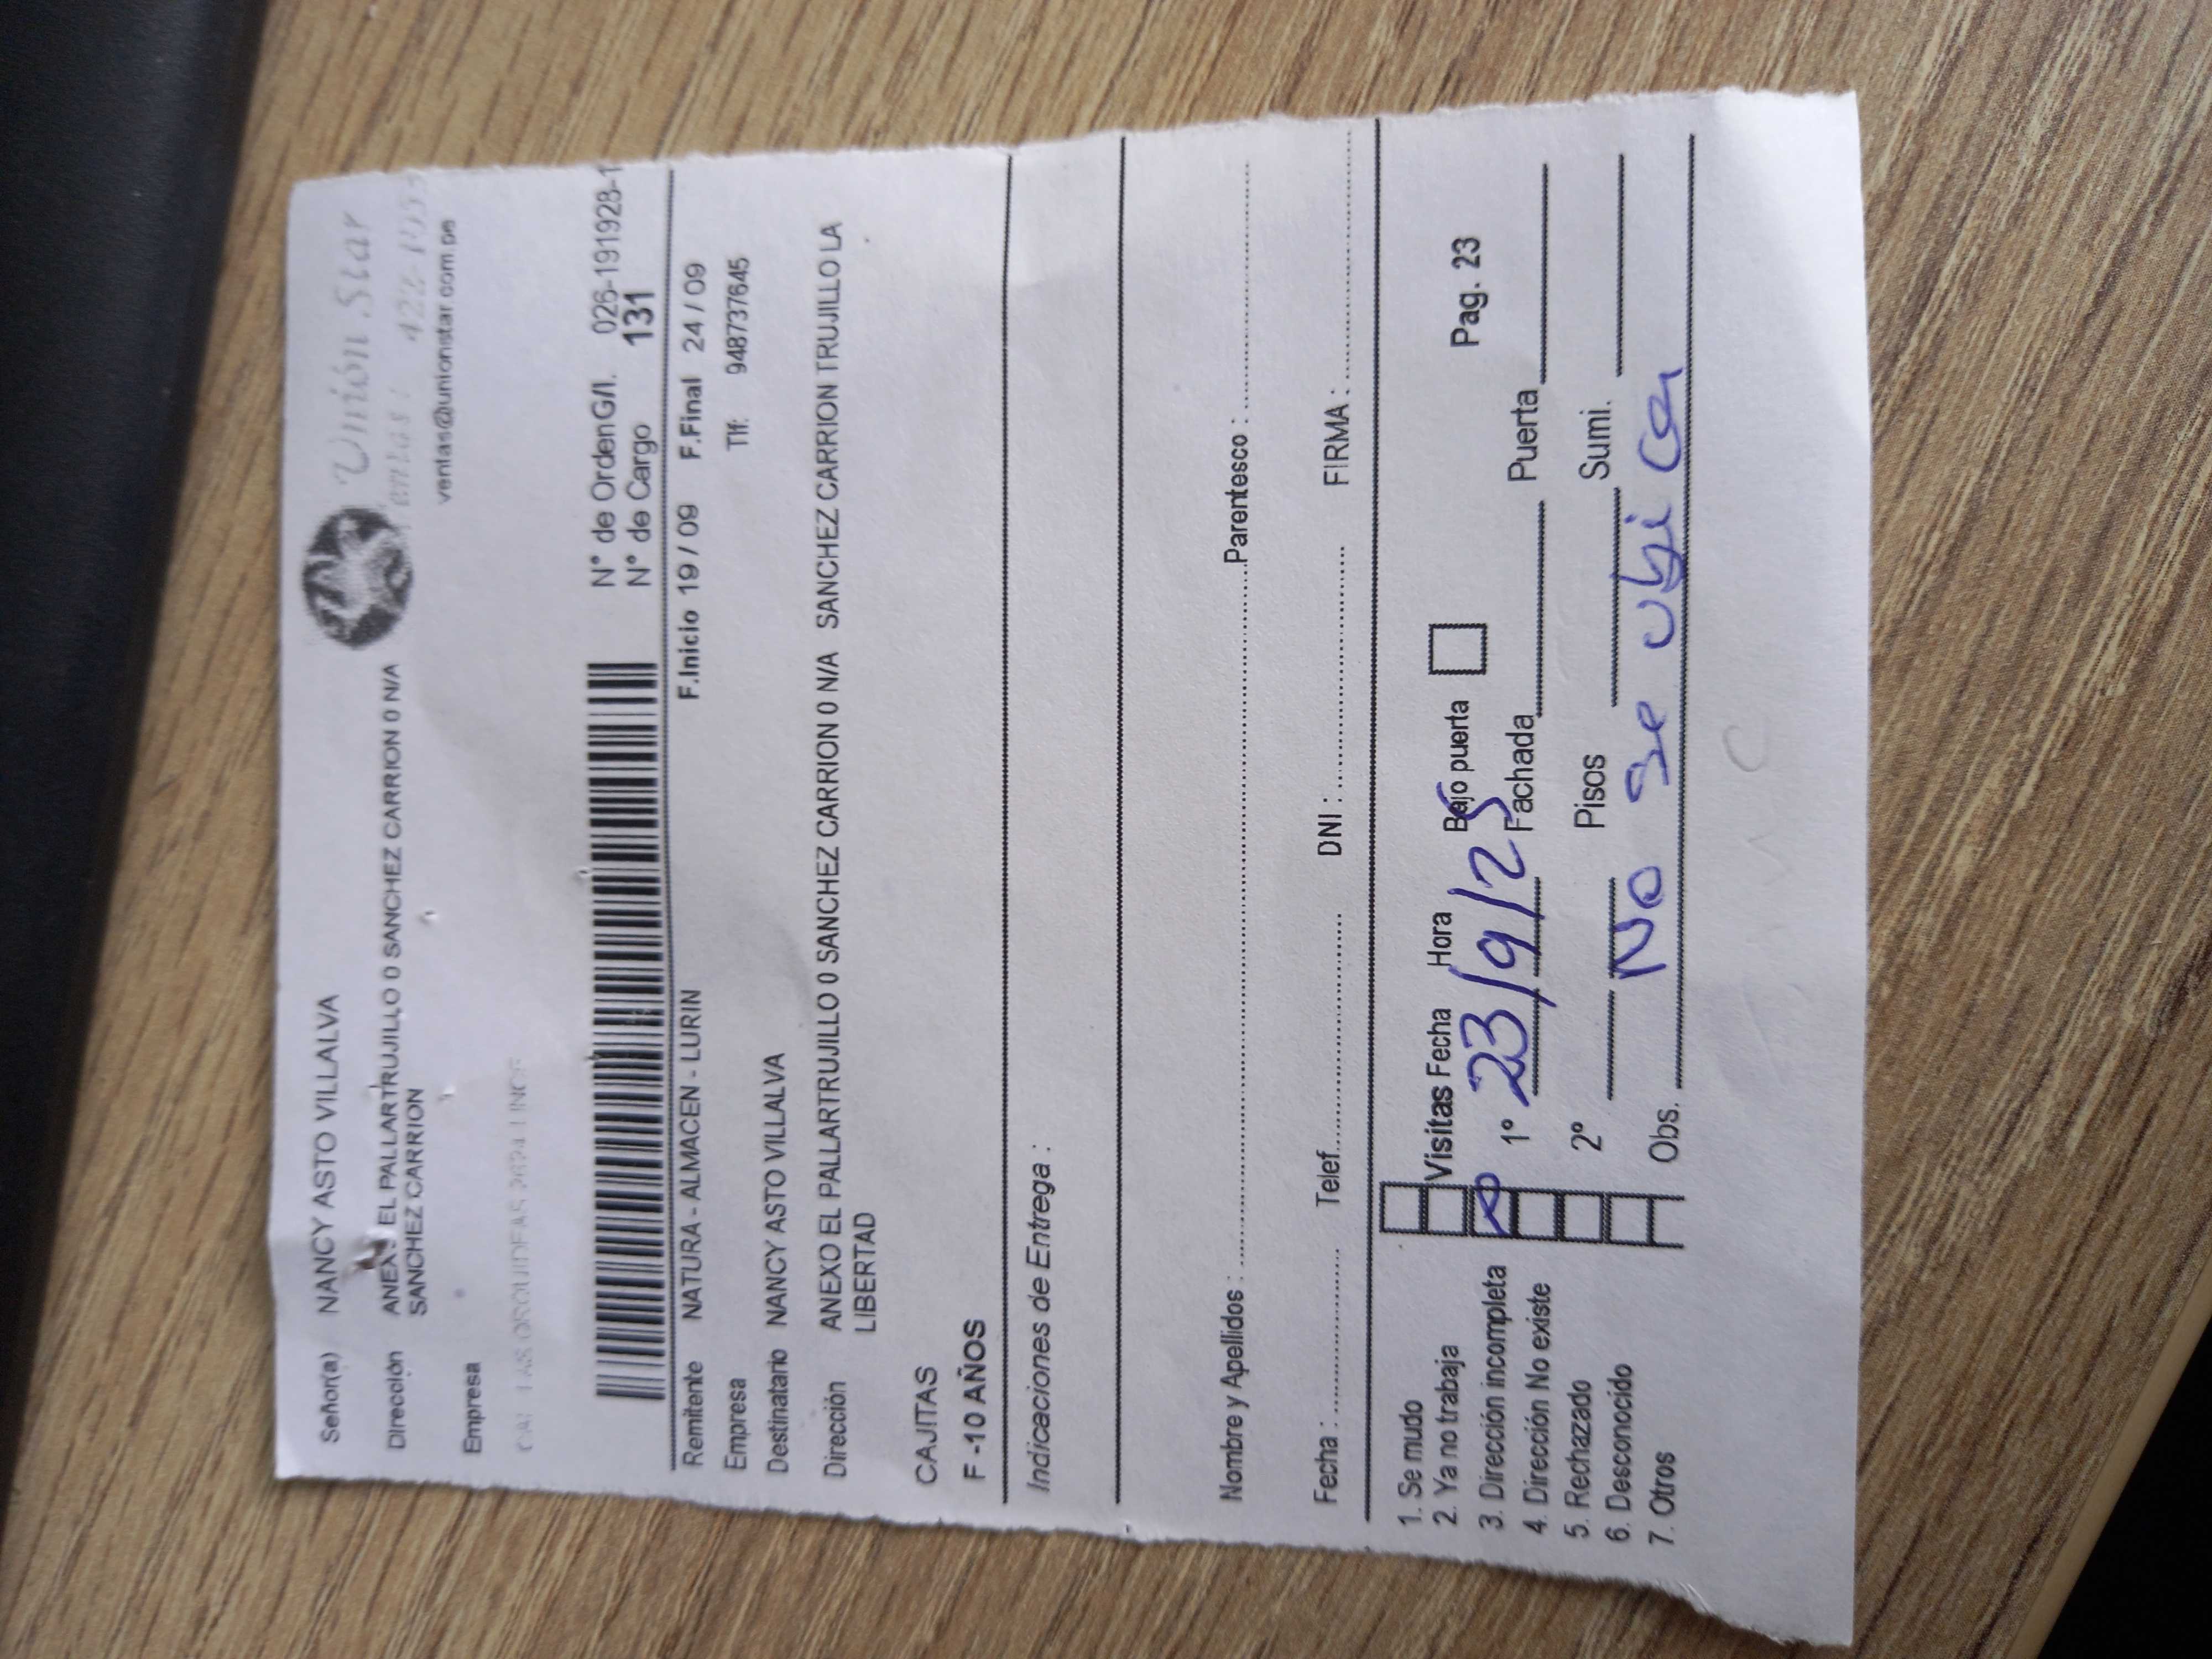 Señor(a) NANCY ASTO VILLALVA
Unión Star
Dirección EL PALLARTRUJILLO 0 SANCHEZ CARRION 0 N/A
SANCHEZ CARRION
ventas@unionstar.com.pe
Empresa
N° de OrdenG/I. 026-191928-1
N° de Cargo 131
Remitente NATURA - ALMACEN - LURIN F.Inicio 19 / 09 F.Final 24 / 09
Empresa Tlf: 948737645
Destinatario NANCY ASTO VILLALVA
Dirección ANEXO EL PALLARTRUJILLO 0 SANCHEZ CARRION 0 N/A SANCHEZ CARRION TRUJILLO LA
LIBERTAD
CAJITAS
F -10 AÑOS
Indicaciones de Entrega :
Nombre y Apellidos : Parentesco :
Fecha : Telef. DNI : FIRMA :
1. Se mudo
2. Ya no trabaja Visitas Fecha Hora Bajo puerta Pag. 23
3. Dirección incompleta 1° 23/9/25 Fachada Puerta
4. Dirección No existe
5. Rechazado 2° Pisos Sumi.
6. Desconocido
7. Otros Obs. No se ubica